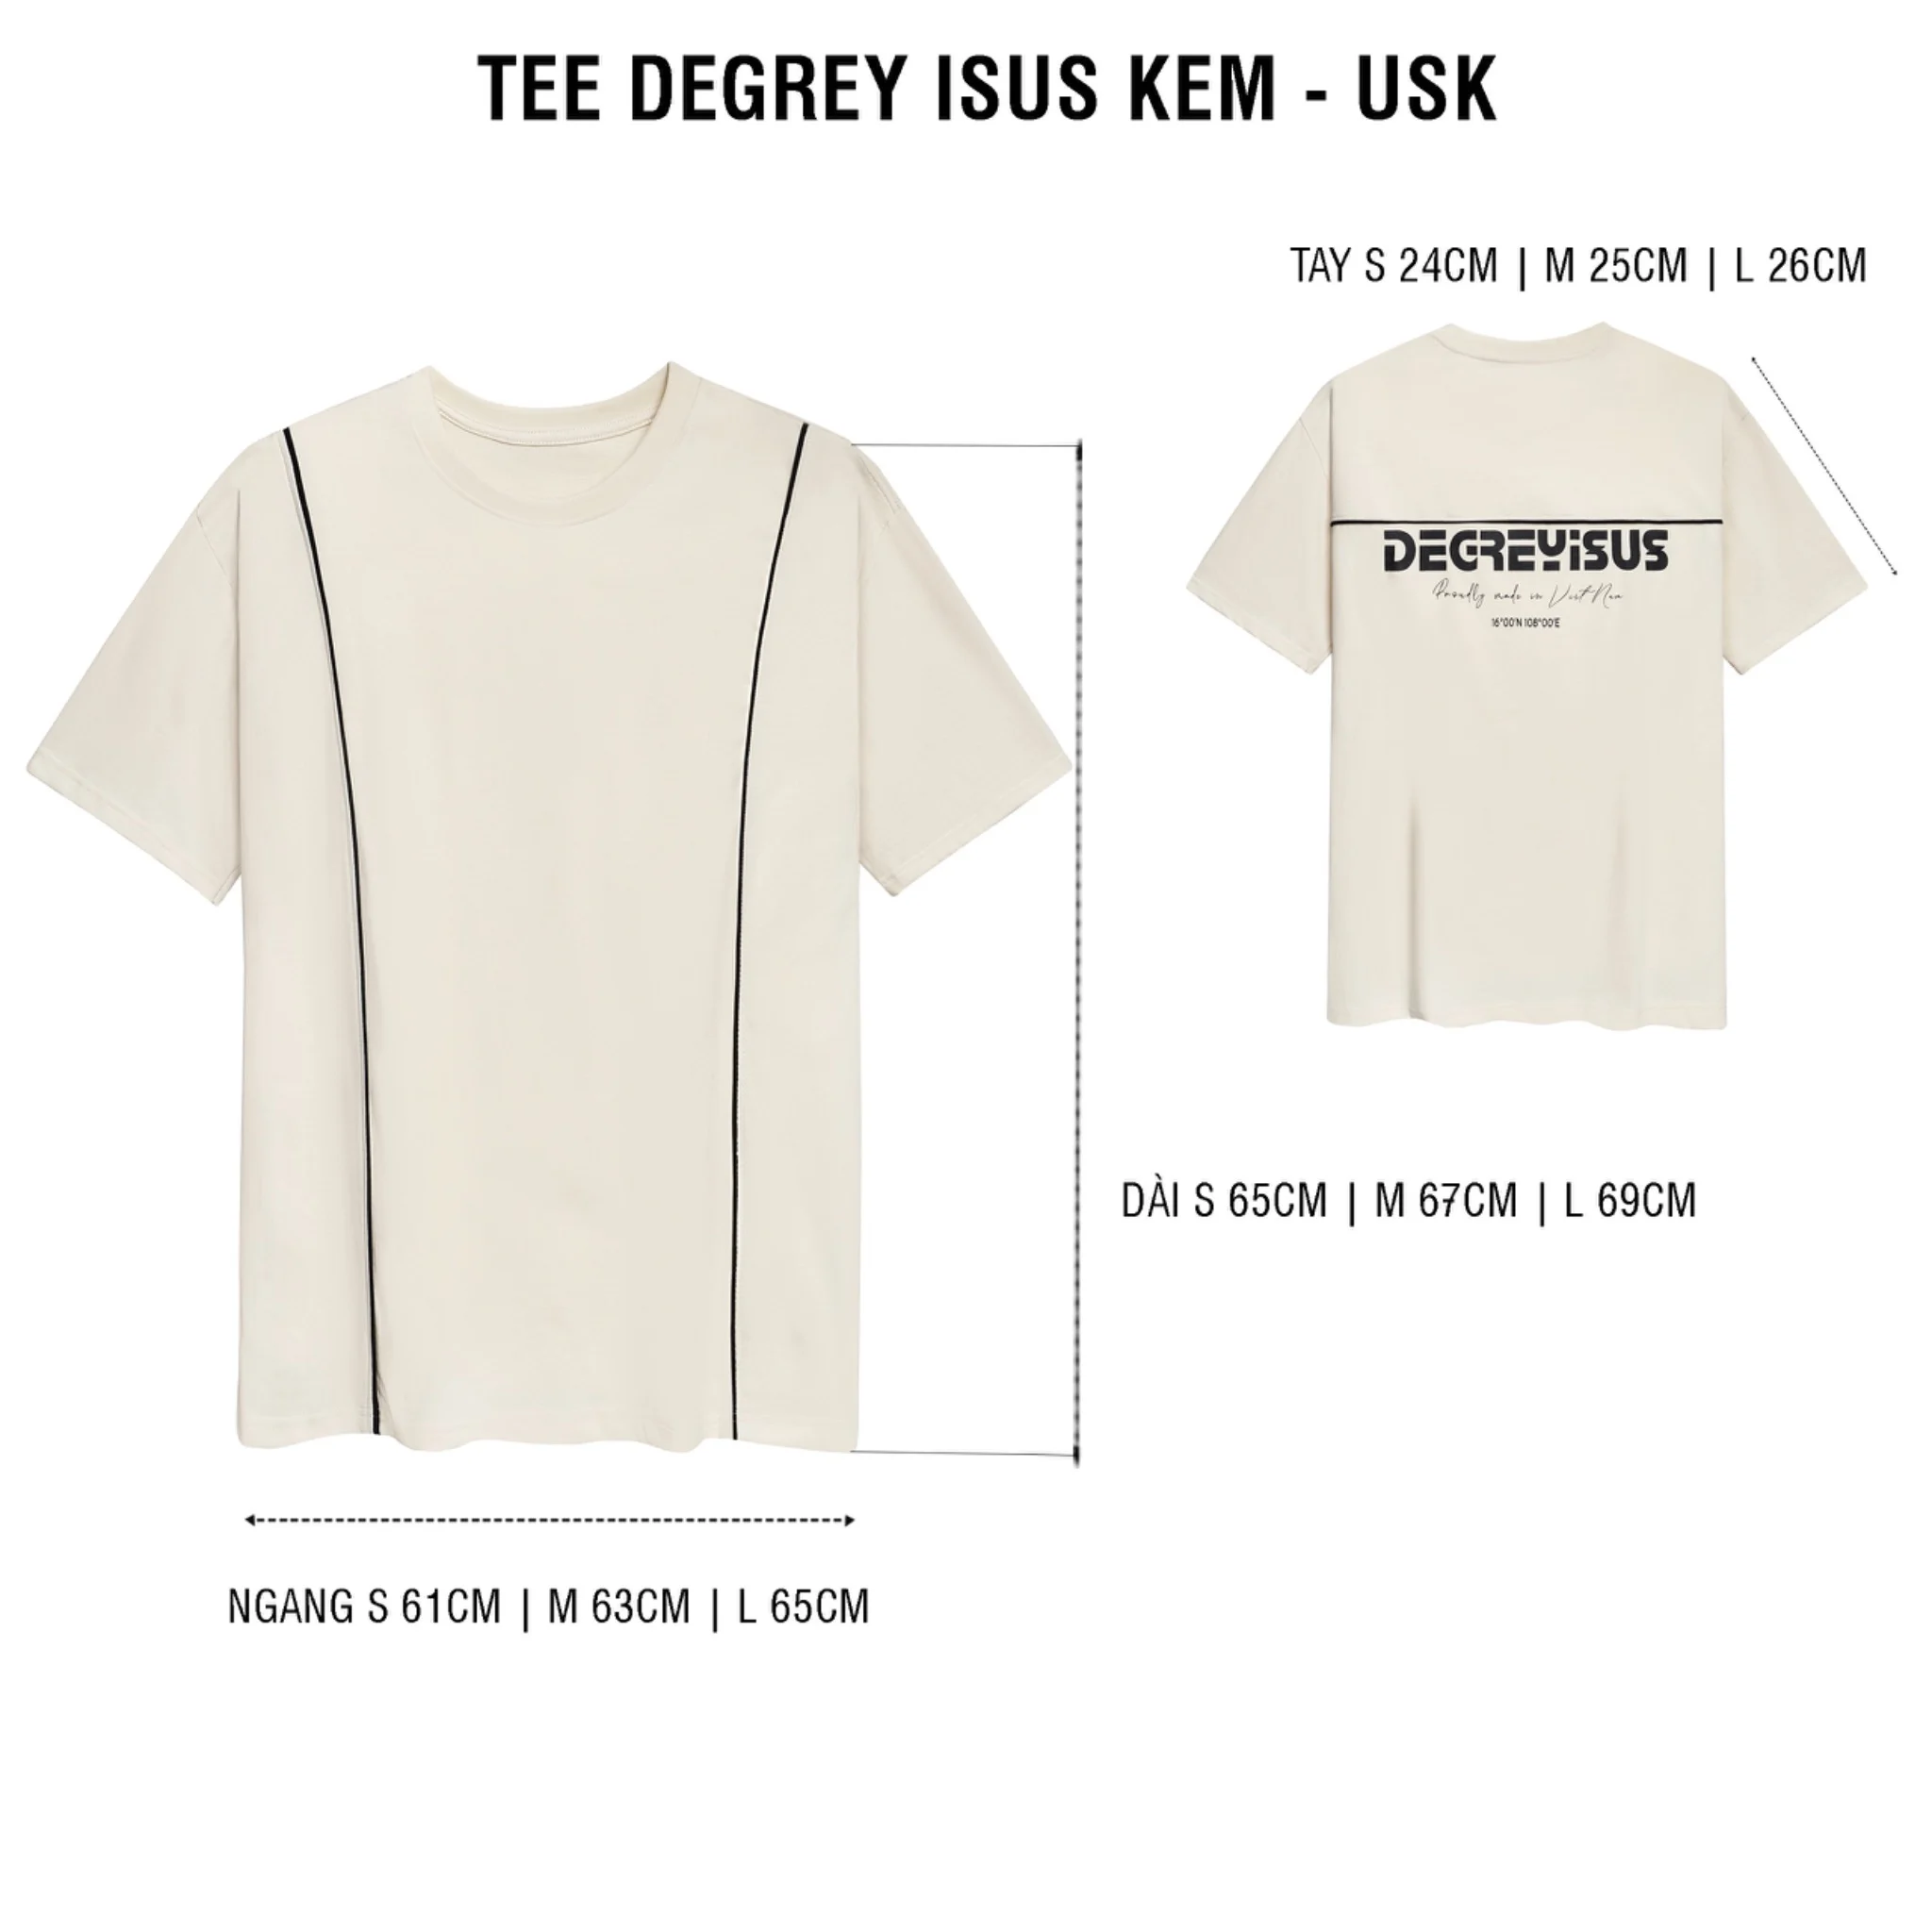 TEE DEGREY ISUS KEM - USK
TAY S 24CM | M 25CM | L 26CM
DEGREYiSUS
Proudly made in Viet Nam
16°00'N 108°00'E
DÀI S 65CM | M 67CM | L 69CM
NGANG S 61CM | M 63CM | L 65CM